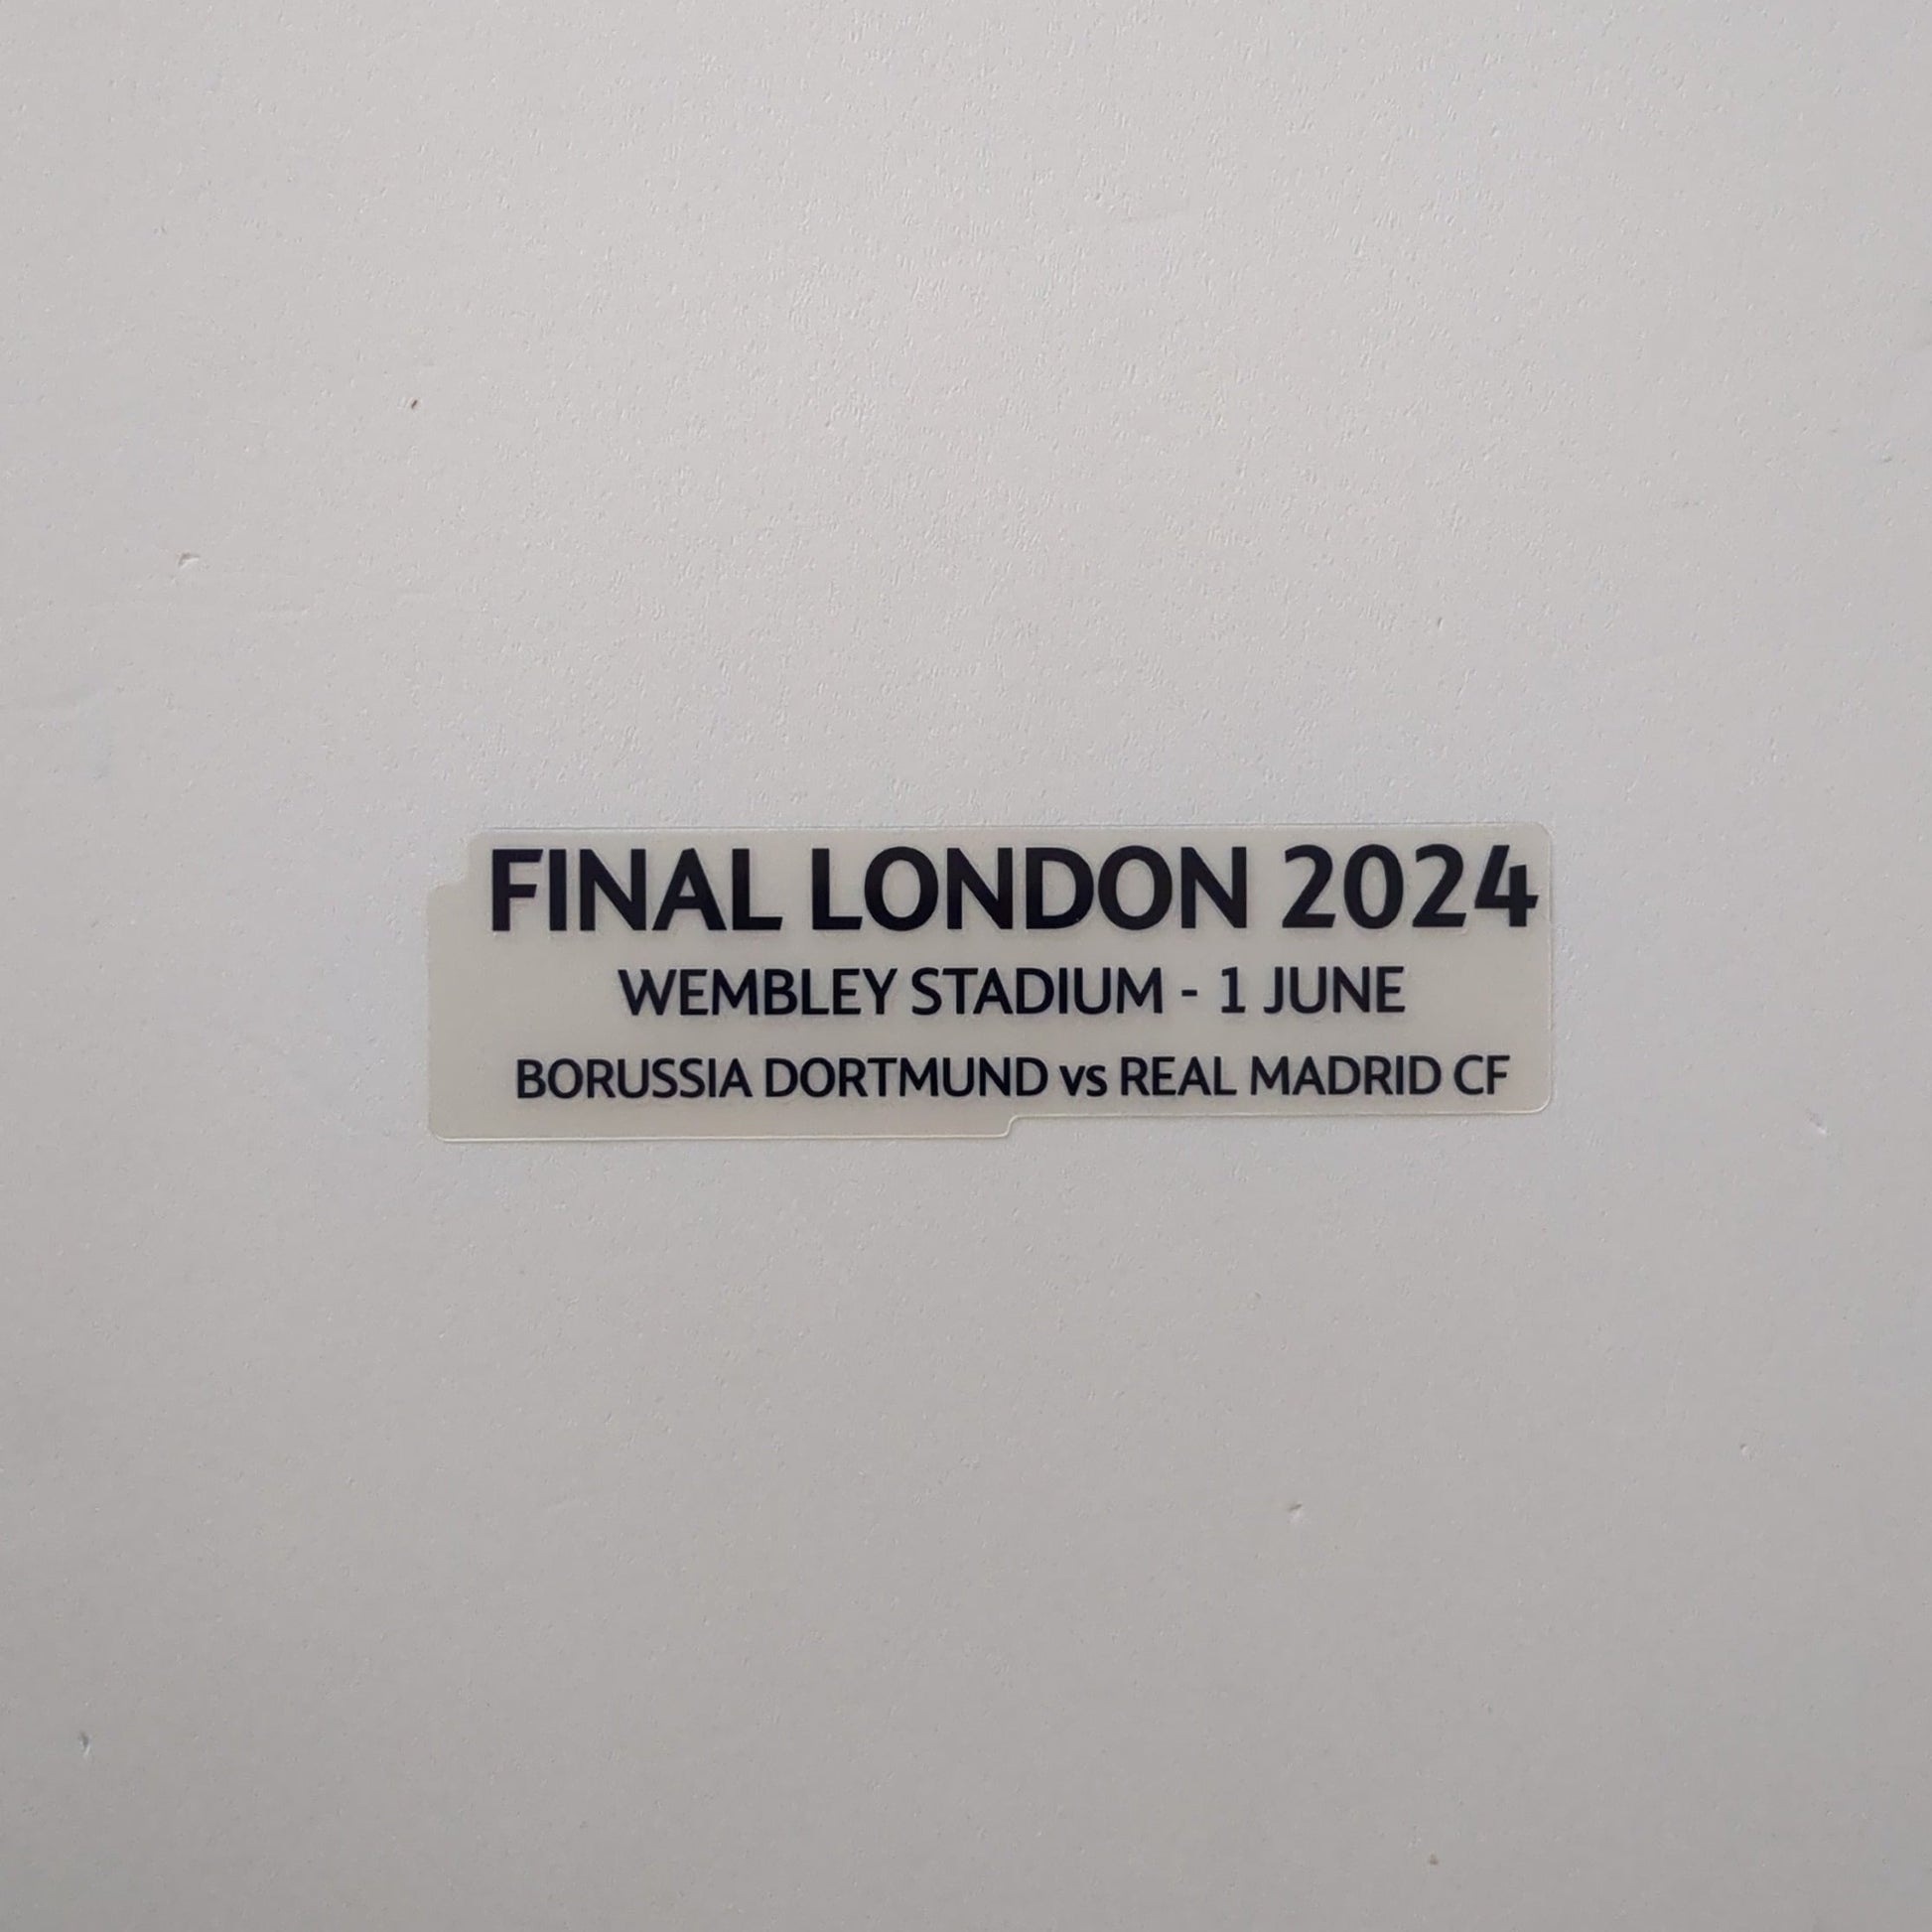 FINAL LONDON 2024
WEMBLEY STADIUM - 1 JUNE
BORUSSIA DORTMUND vs REAL MADRID CF